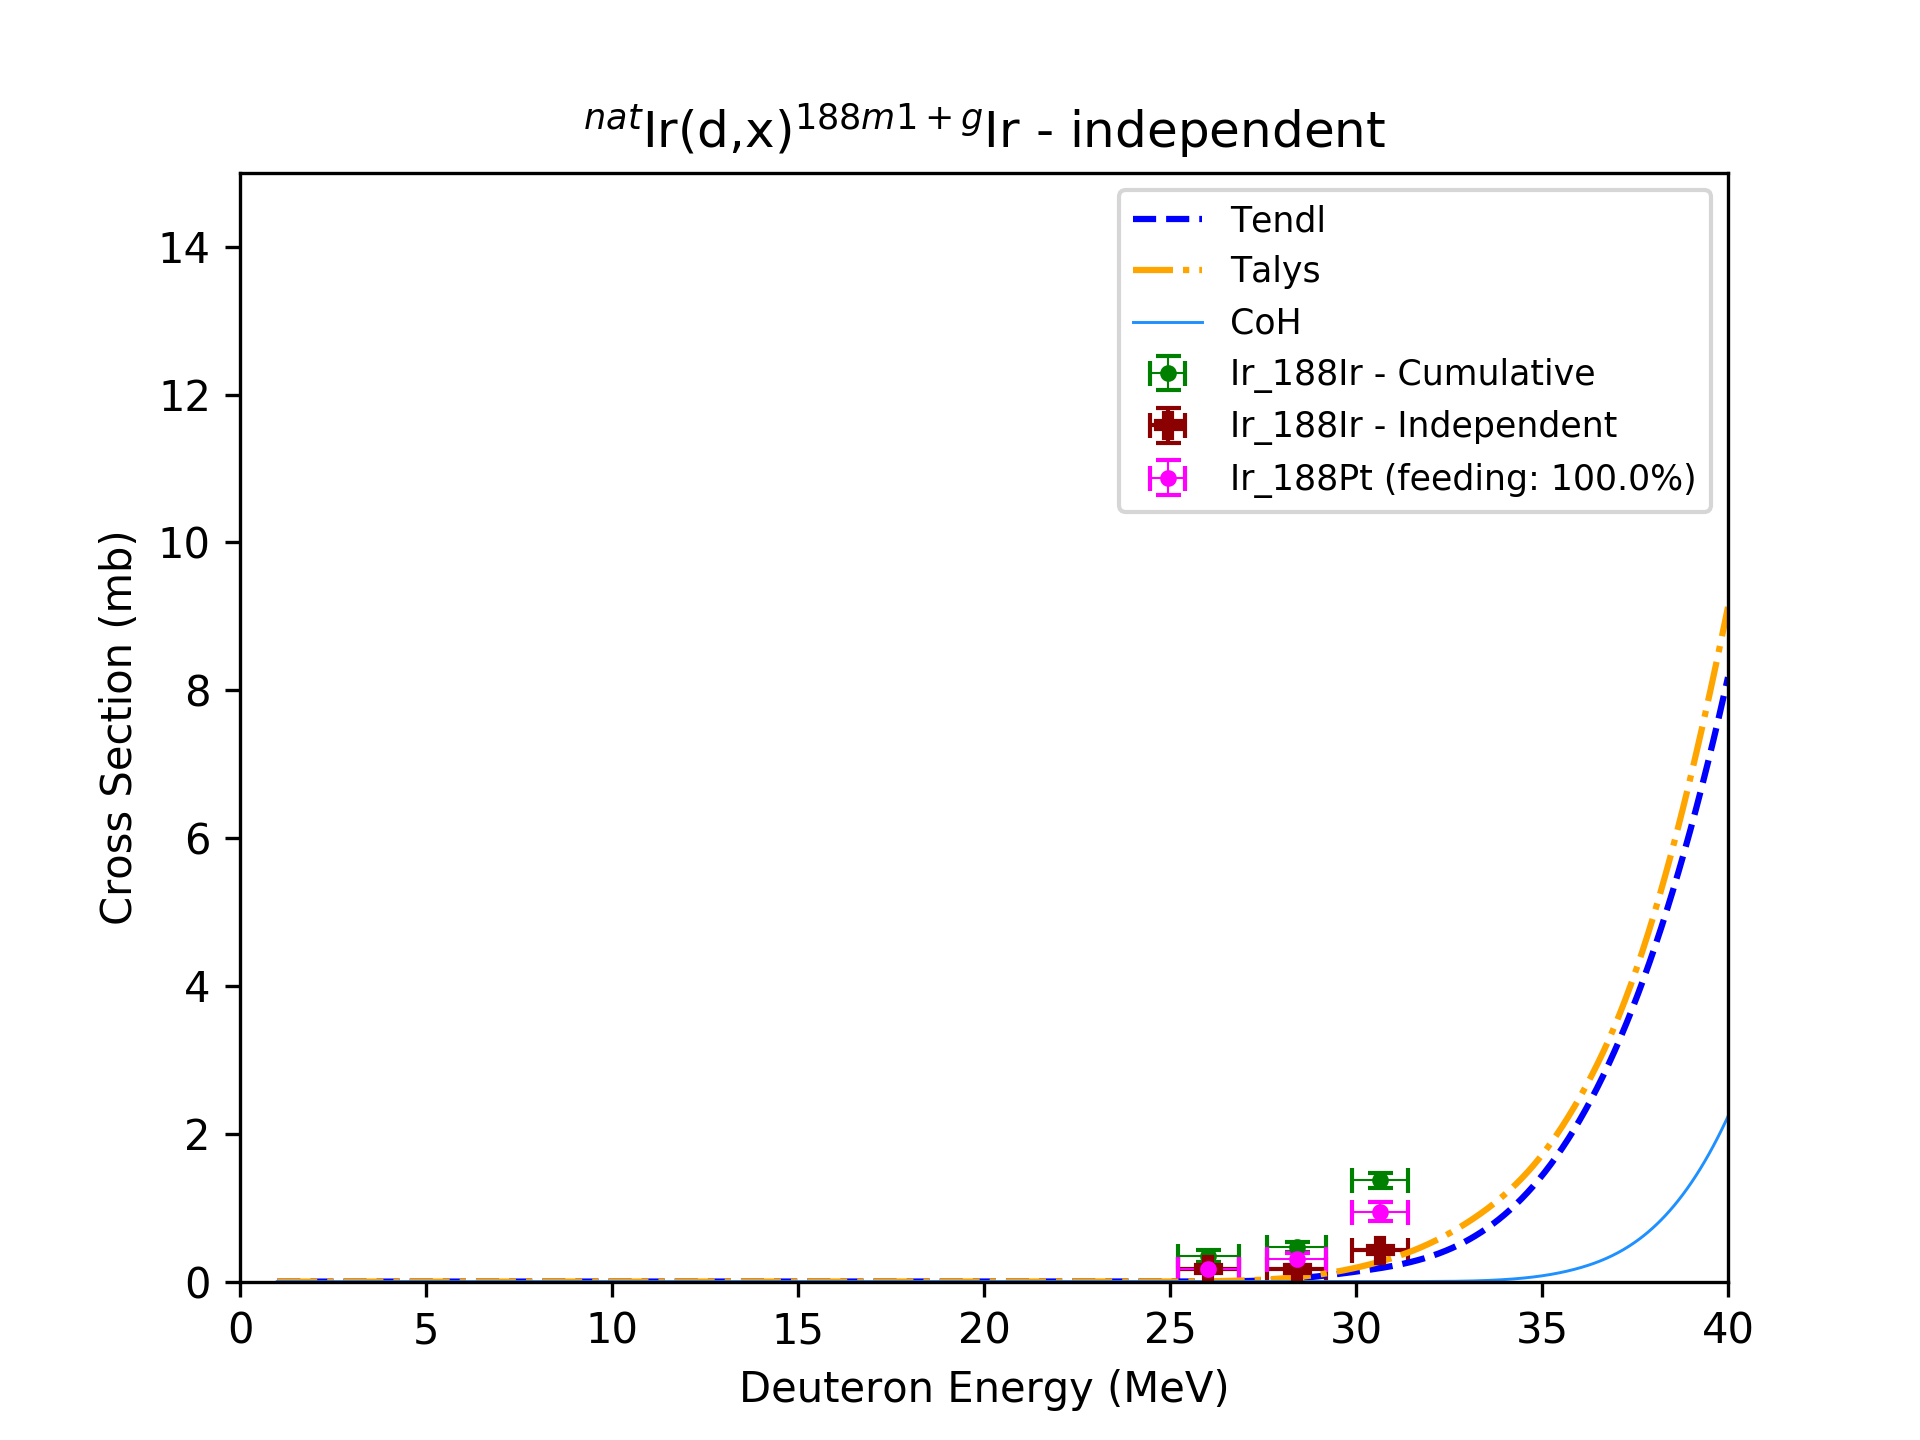 natIr(d,x)188m1+gIr - independent
Tendl
Talys
CoH
Ir_188Ir - Cumulative
Ir_188Ir - Independent
Ir_188Pt (feeding: 100.0%)
Cross Section (mb)
14
12
10
8
6
4
2
0
0 5 10 15 20 25 30 35 40
Deuteron Energy (MeV)